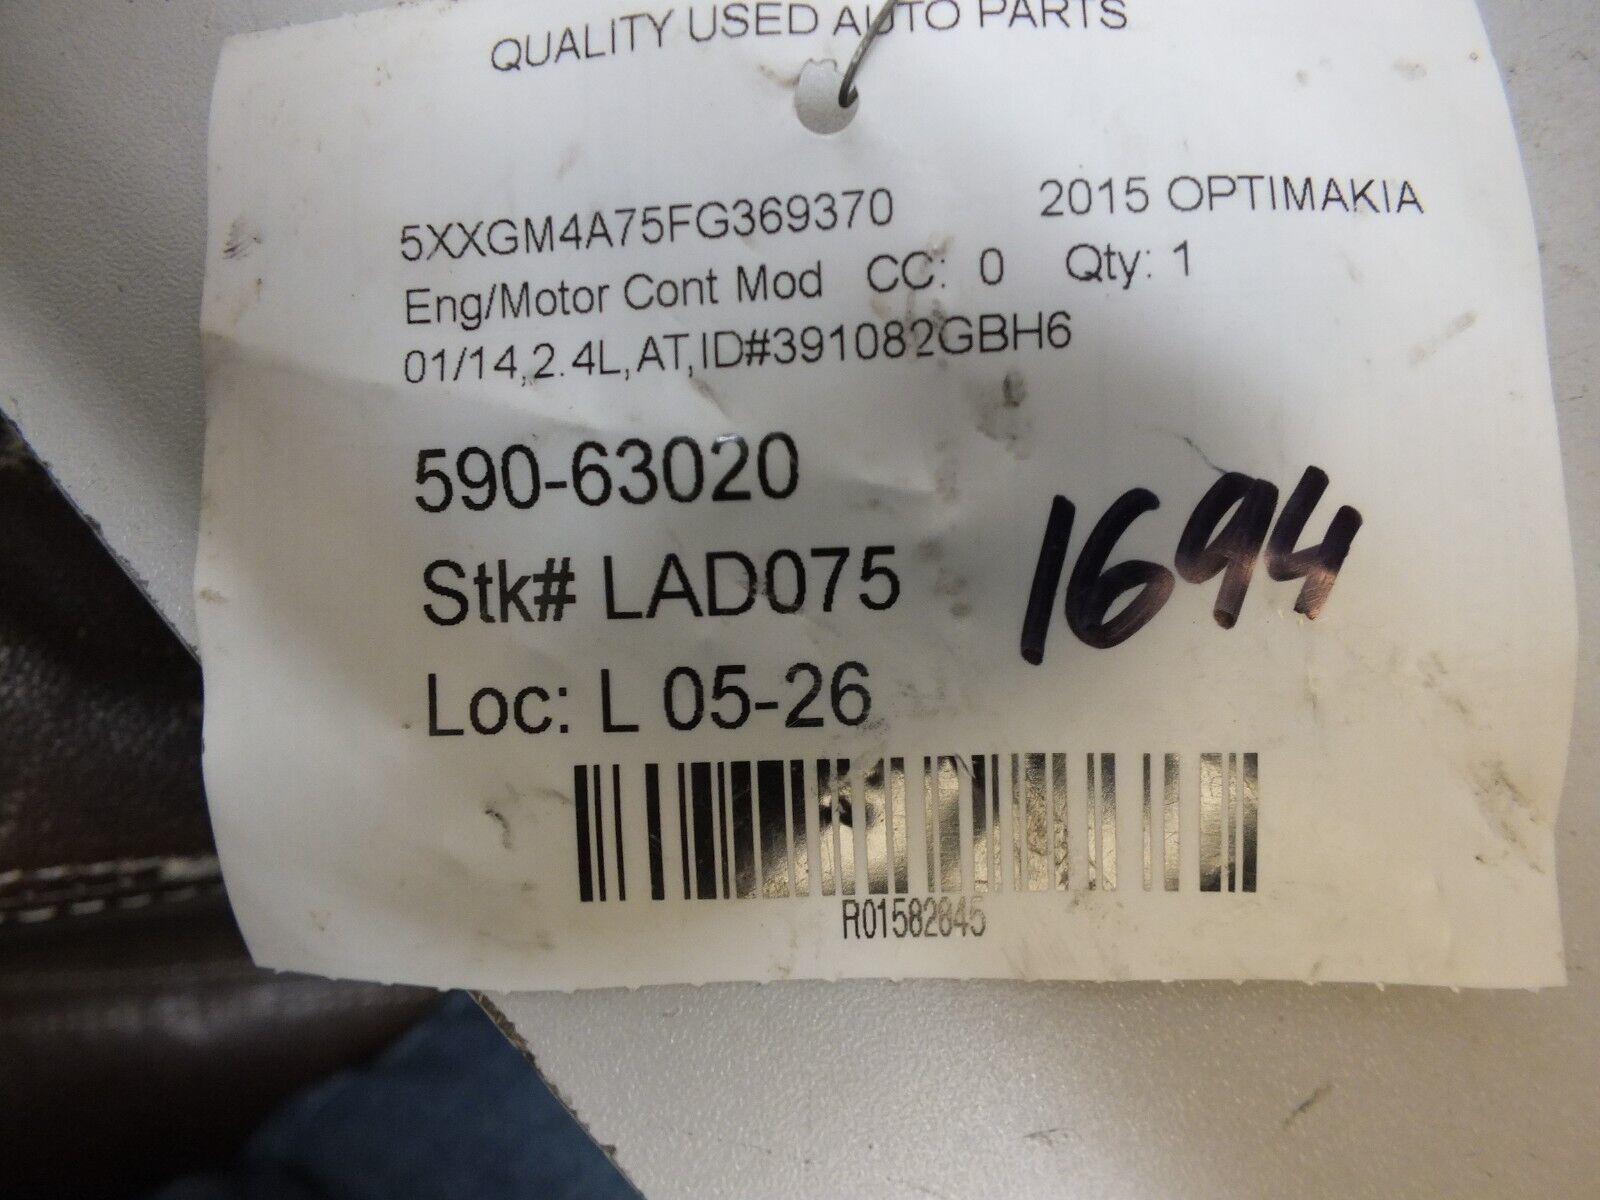 QUALITY USED AUTO PARTS
5XXGM4A75FG369370 2015 OPTIMAKIA
Eng/Motor Cont Mod CC: 0 Qty: 1
01/14,2.4L,AT,ID#391082GBH6
590-63020
Stk# LAD075
1694
Loc: L 05-26
R01582845